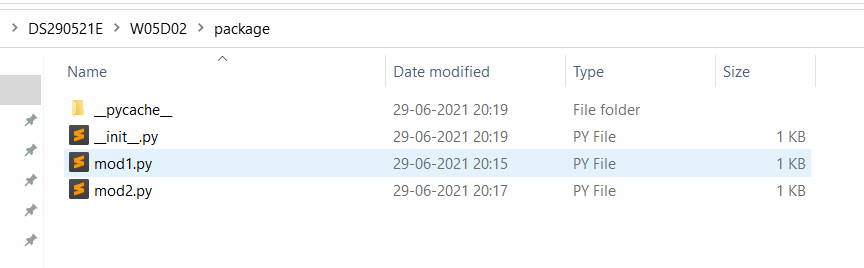 > DS290521E > W05D02 > package
Name Date modified Type Size
__pycache__ 29-06-2021 20:19 File folder
__init__.py 29-06-2021 20:19 PY File 1 KB
mod1.py 29-06-2021 20:15 PY File 1 KB
mod2.py 29-06-2021 20:17 PY File 1 KB